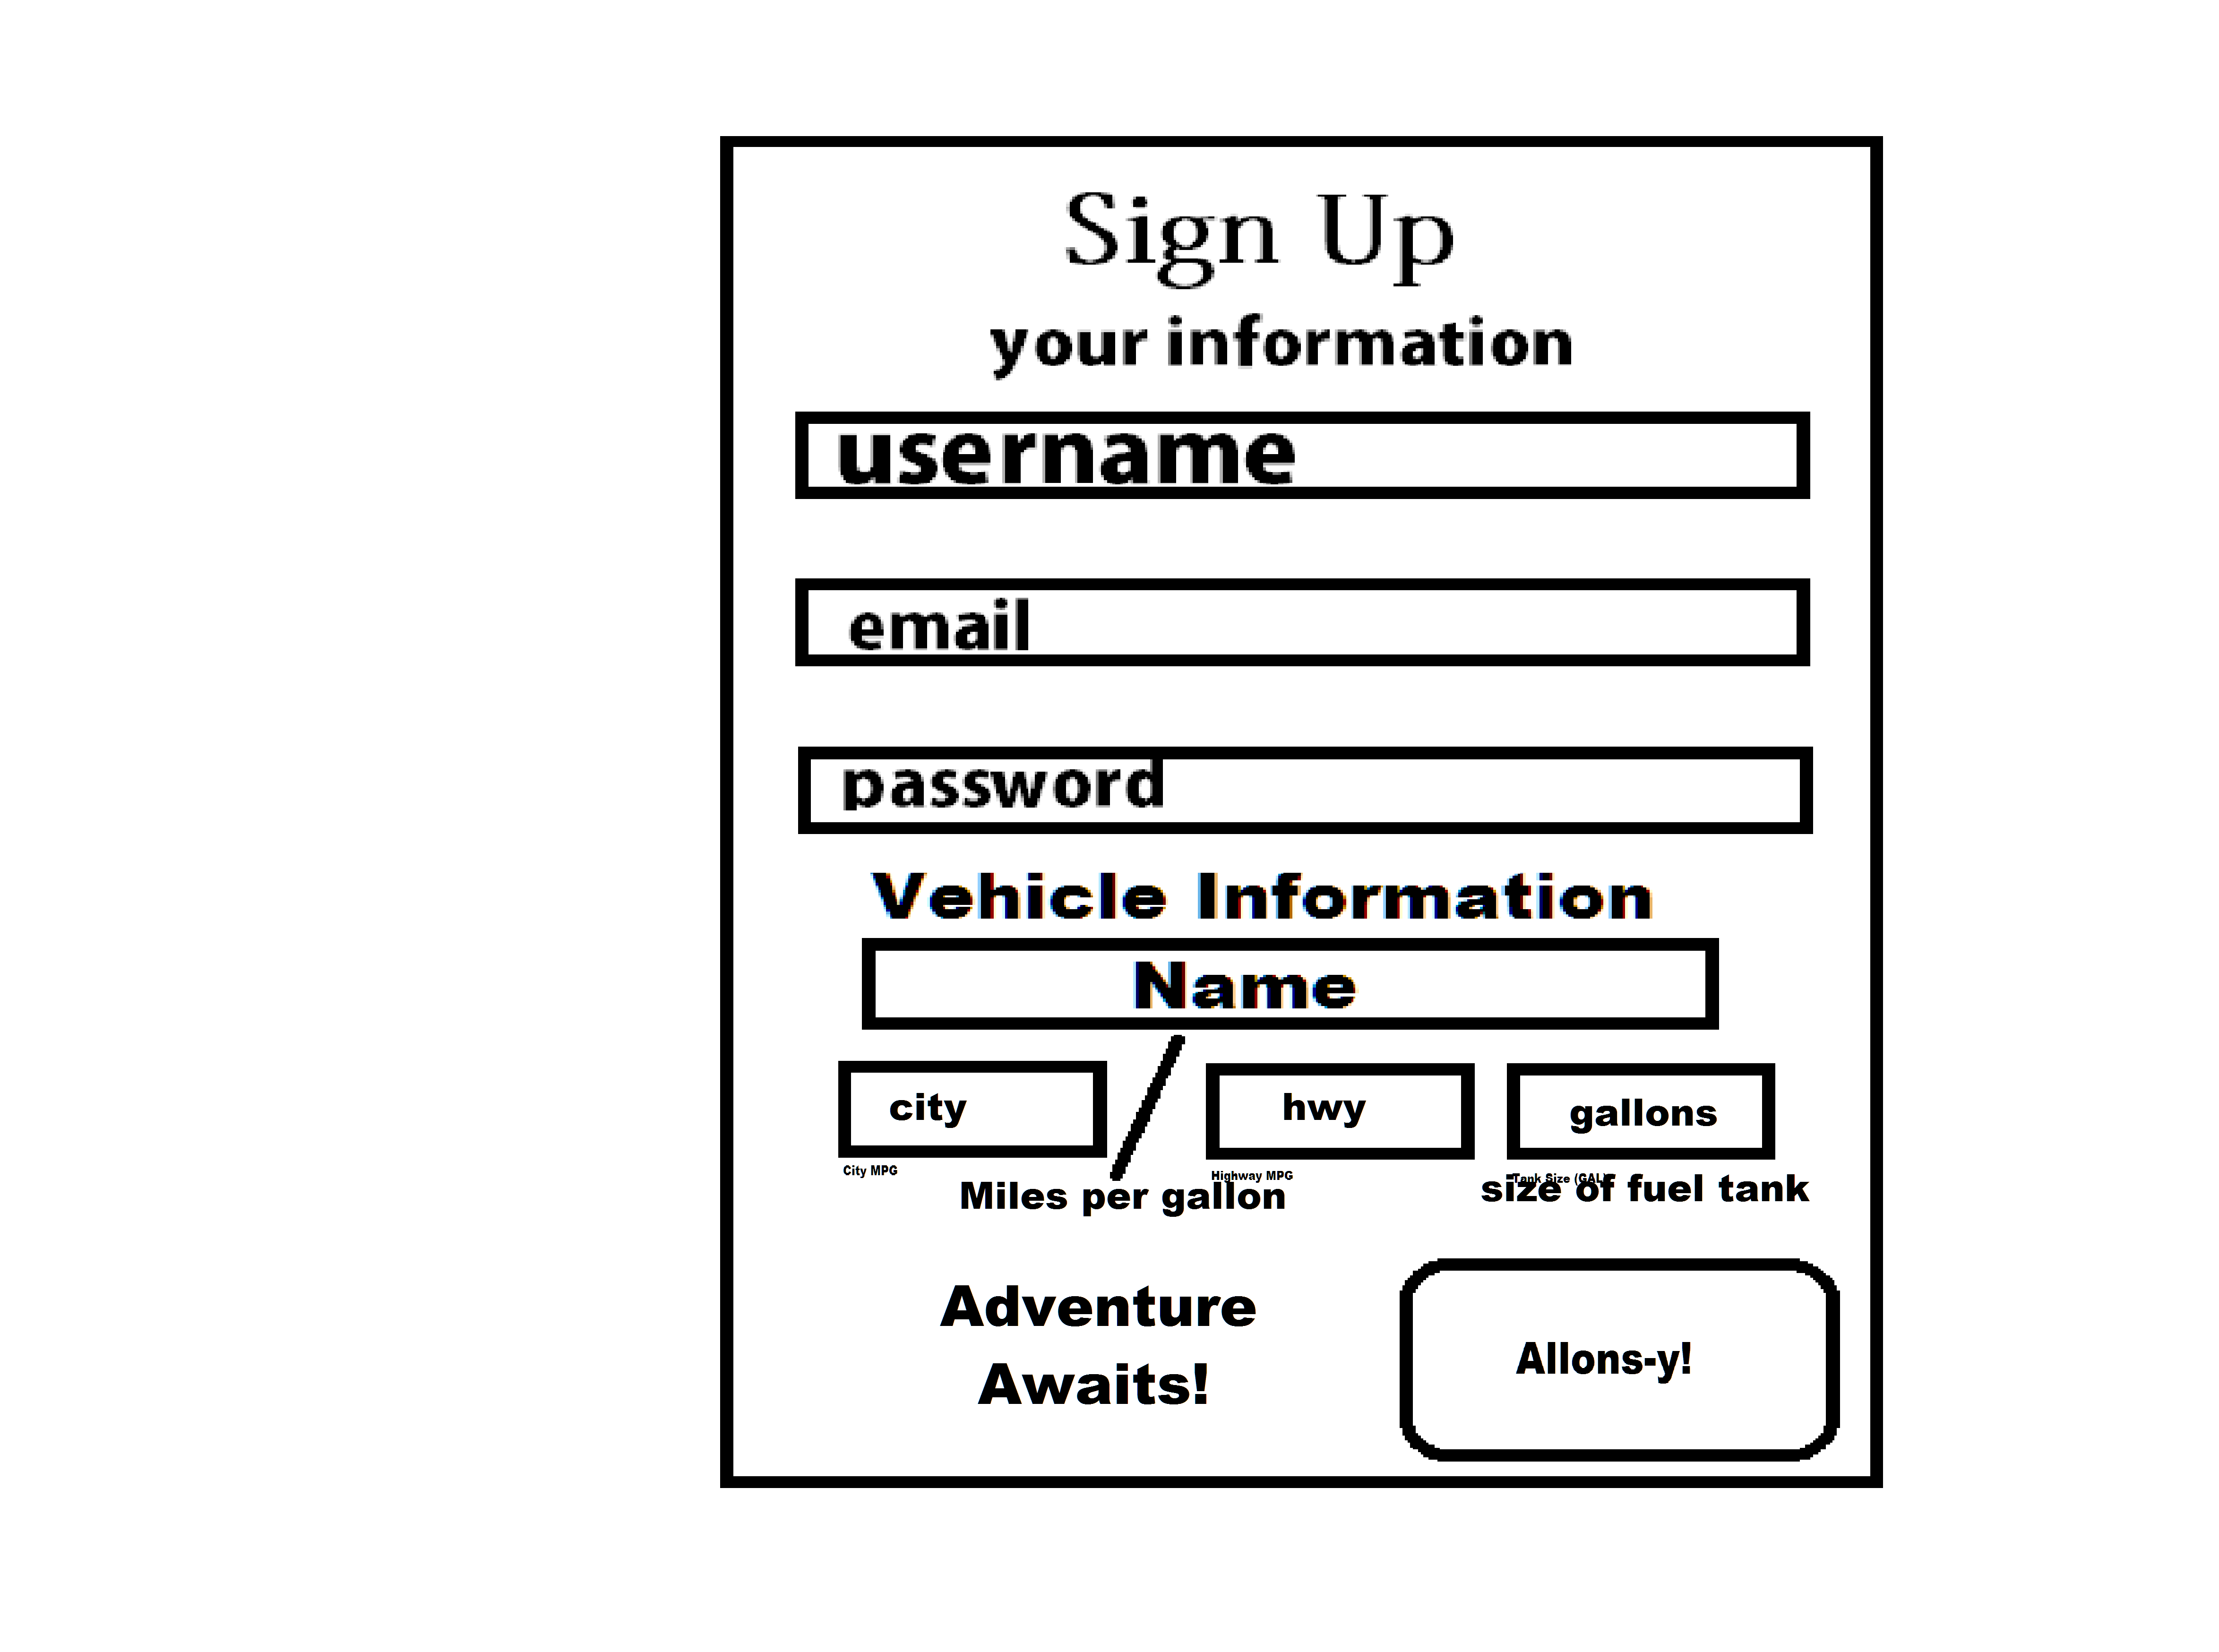 Sign Up
your information
username
email
password
Vehicle Information
Name
city
hwy
gallons
City MPG
Highway MPG
Tank Size (GAL)
Miles per gallon
size of fuel tank
Adventure
Awaits!
Allons-y!